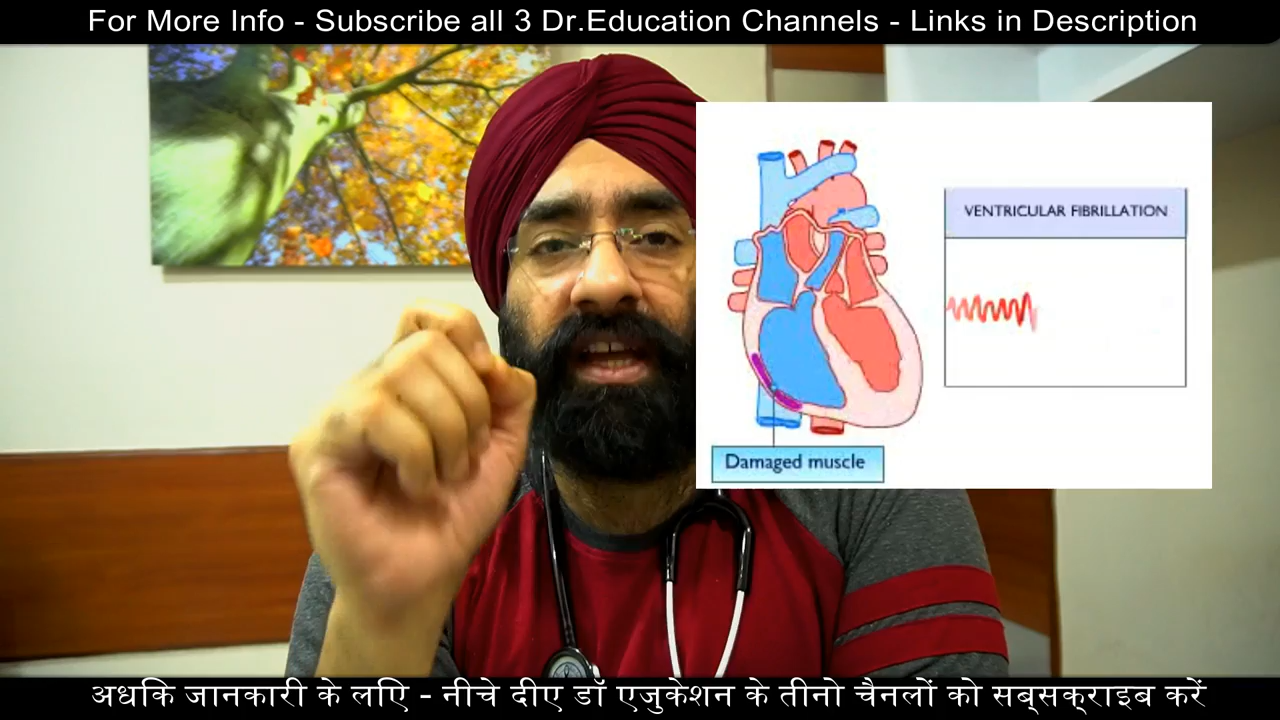 For More Info - Subscribe all 3 Dr.Education Channels - Links in Description
VENTRICULAR FIBRILLATION
Damaged muscle
अधकि जानकारी के लएि - नीचे दीए डॉ एजुकेशन के तीनो चैनलों को सब्सक्राइब करें